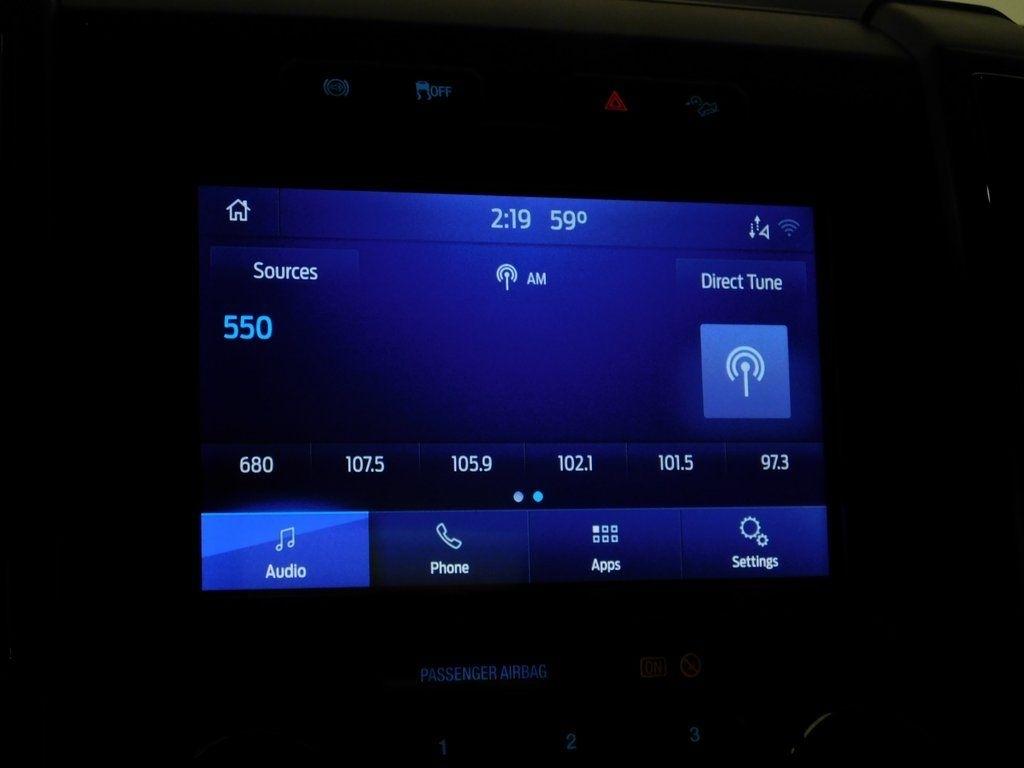 OFF
2:19 59°
Sources AM Direct Tune
550
680 107.5 105.9 102.1 101.5 97.3
Audio Phone Apps Settings
PASSENGER AIRBAG ON
1 2 3